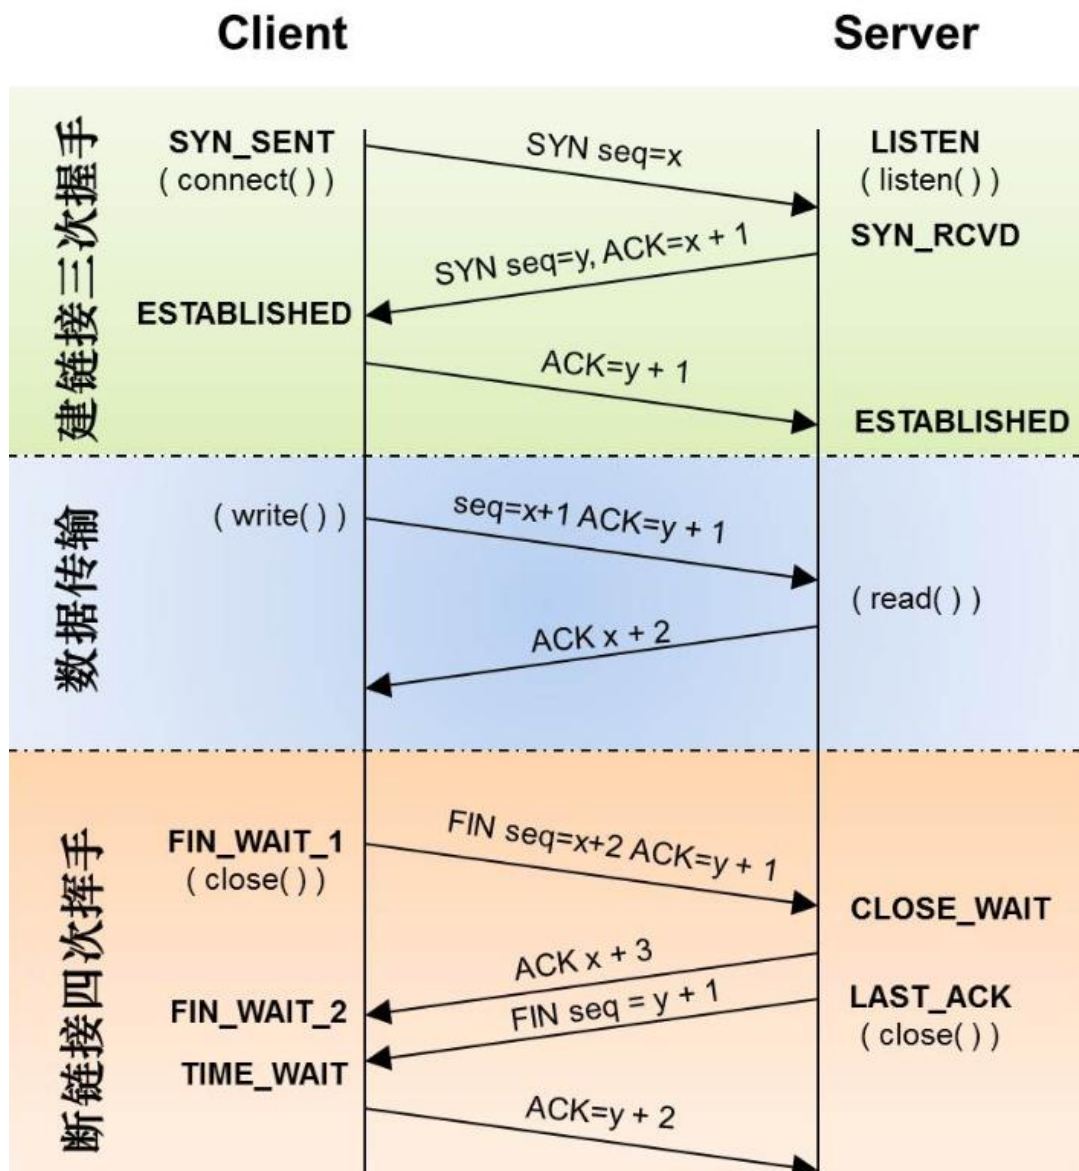 Client
Server
建链接三次握手
SYN_SENT
( connect( ) )
SYN seq=x
LISTEN
( listen( ) )
SYN_RCVD
SYN seq=y, ACK=x + 1
ESTABLISHED
ACK=y + 1
ESTABLISHED
数据传输
( write( ) )
seq=x+1 ACK=y + 1
( read( ) )
ACK x + 2
断链接四次挥手
FIN_WAIT_1
( close( ) )
FIN seq=x+2 ACK=y + 1
CLOSE_WAIT
ACK x + 3
FIN_WAIT_2
FIN seq = y + 1
LAST_ACK
( close( ) )
TIME_WAIT
ACK=y + 2